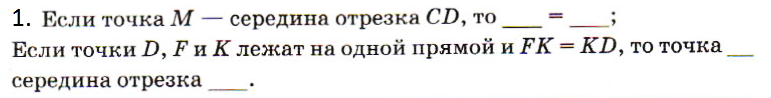 1. Если точка M — середина отрезка CD, то ____ = ____;
Если точки D, F и K лежат на одной прямой и FK = KD, то точка ___
середина отрезка ____.